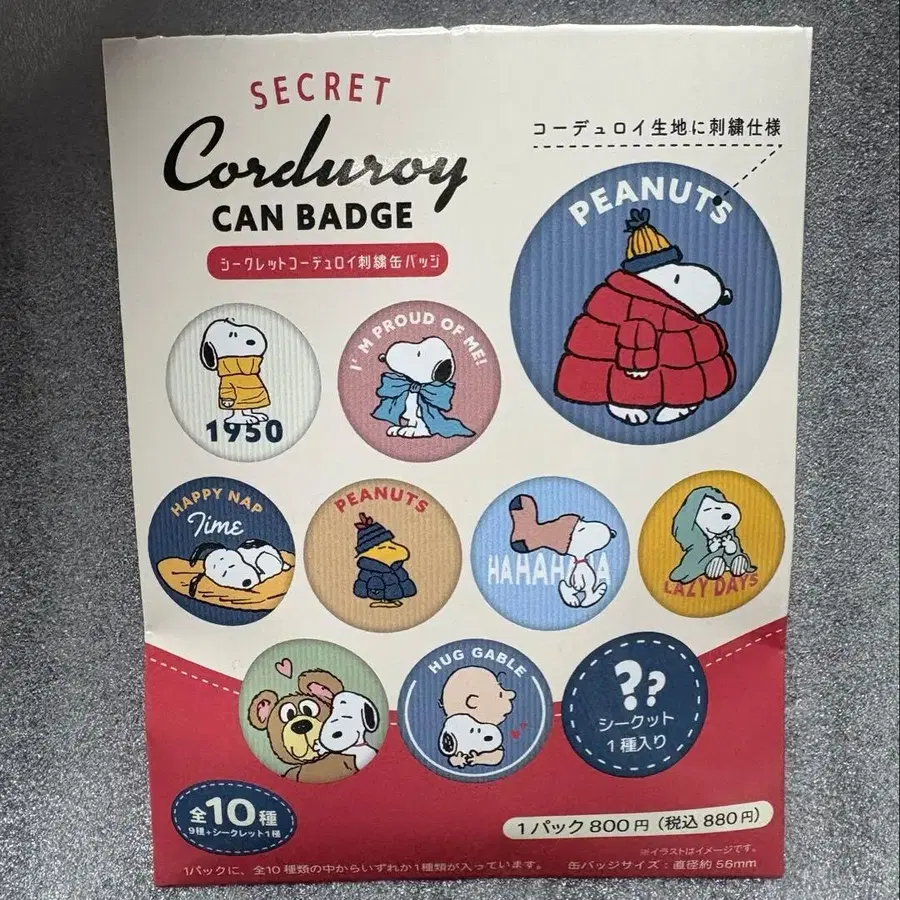 SECRET
Corduroy
CAN BADGE
シークレットコーデュロイ刺繍缶バッジ
コーデュロイ生地に刺繍仕様
PEANUTS
1950
I'M PROUD OF ME!
HAPPY NAP
Time
PEANUTS
HAHAHAHA
LAZY DAYS
HUG GABLE
??
シークット
1種入り
全10種
9種+シークレット1種
1パック 800円 (税込 880円)
※イラストはイメージです。
1パックに、全10種類の中からいずれか1種類が入っています。
缶バッジサイズ：直径約56mm